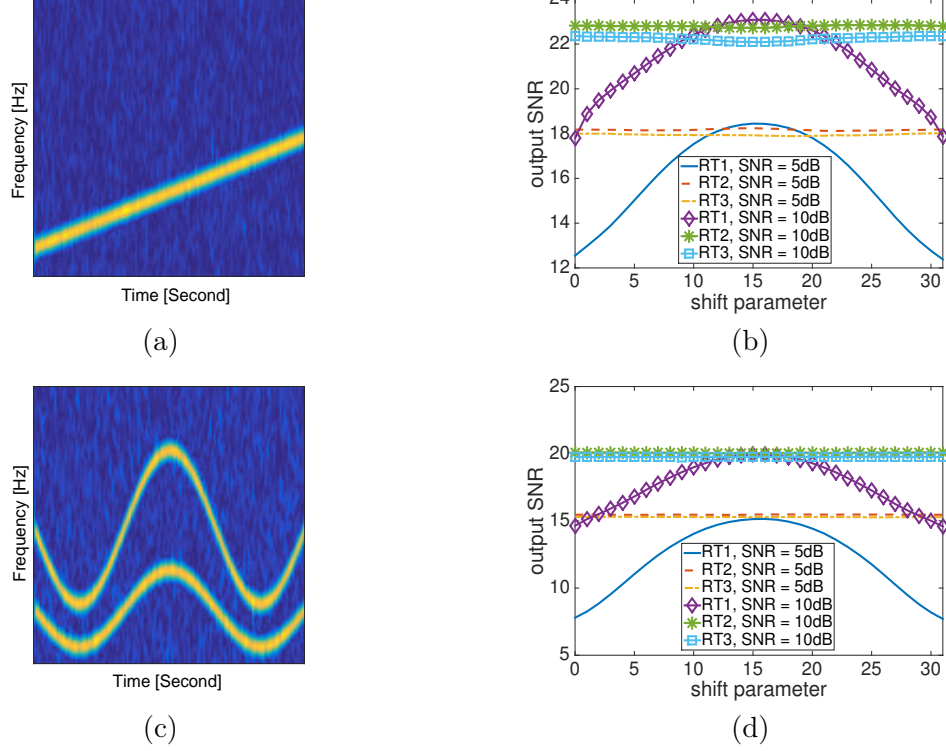 Frequency [Hz]
Time [Second]
(a)
output SNR
24
22
20
18
16
14
12
RT1, SNR = 5dB
RT2, SNR = 5dB
RT3, SNR = 5dB
RT1, SNR = 10dB
RT2, SNR = 10dB
RT3, SNR = 10dB
0 5 10 15 20 25 30
shift parameter
(b)
Frequency [Hz]
Time [Second]
(c)
output SNR
25
20
15
10
5
RT1, SNR = 5dB
RT2, SNR = 5dB
RT3, SNR = 5dB
RT1, SNR = 10dB
RT2, SNR = 10dB
RT3, SNR = 10dB
0 5 10 15 20 25 30
shift parameter
(d)